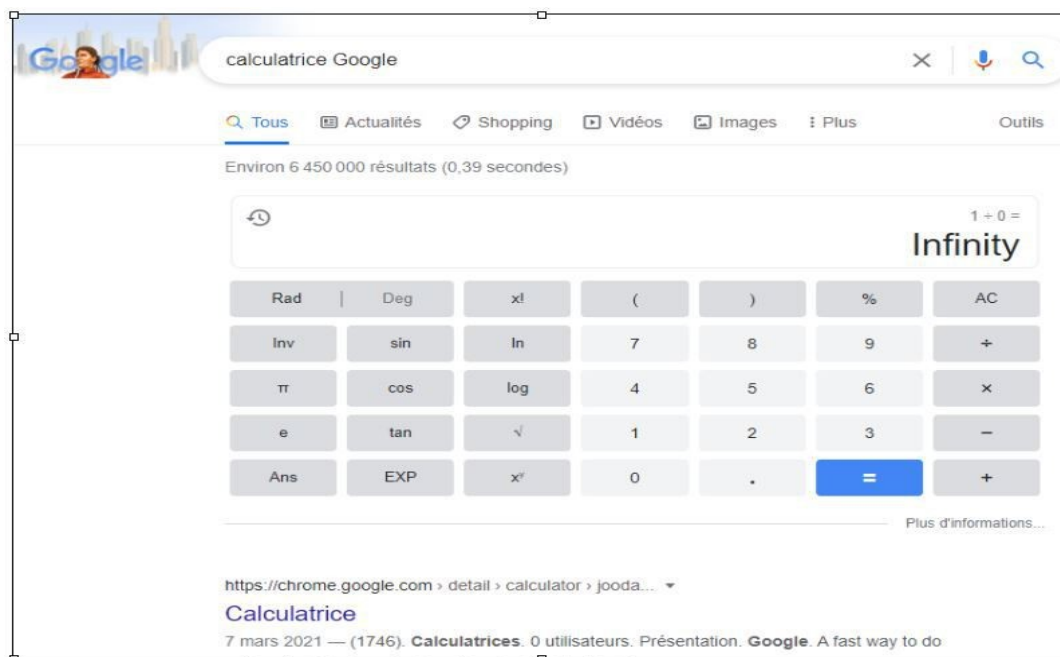 Google
calculatrice Google
Tous Actualités Shopping Vidéos Images Plus Outils
Environ 6 450 000 résultats (0,39 secondes)
1 ÷ 0 =
Infinity
Rad | Deg x! ( ) % AC
Inv sin ln 7 8 9 ÷
π cos log 4 5 6 ×
e tan √ 1 2 3 −
Ans EXP xʸ 0 . = +
Plus d'informations...
https://chrome.google.com › detail › calculator › jooda...
Calculatrice
7 mars 2021 — (1746). Calculatrices. 0 utilisateurs. Présentation. Google. A fast way to do